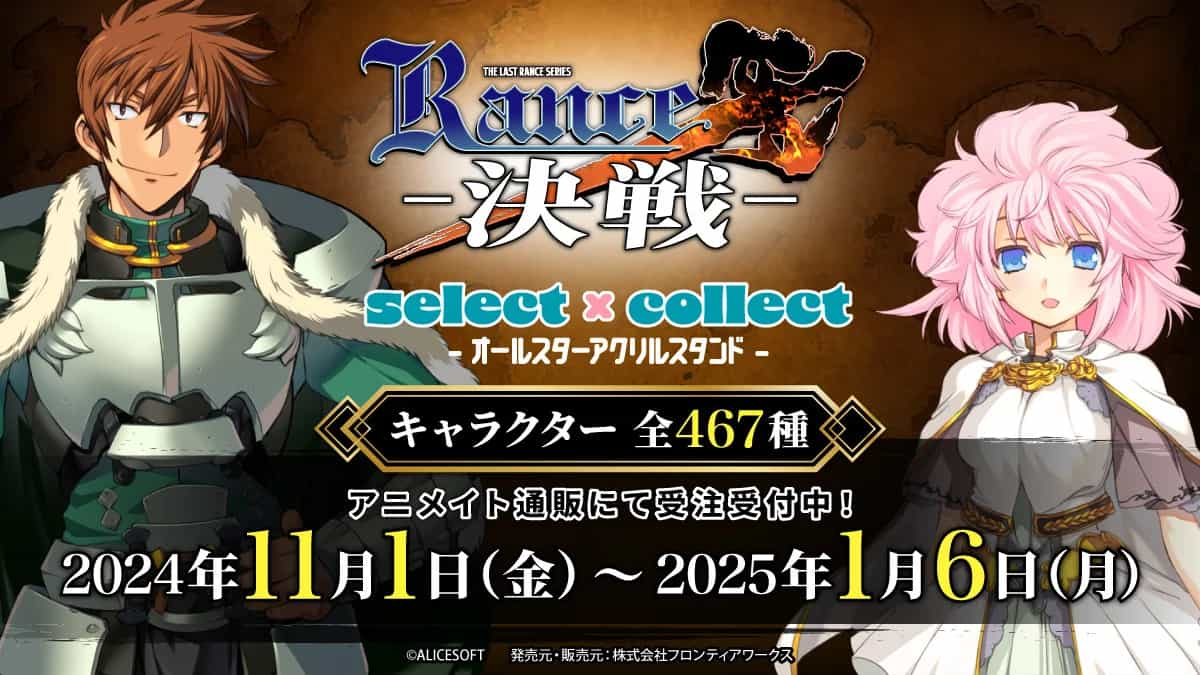 THE LAST RANCE SERIES
Rance X
-決戦-
select × collect
- オールスターアクリルスタンド -
キャラクター 全467種
アニメイト通販にて受注受付中！
2024年11月1日(金) ～ 2025年1月6日(月)
©ALICESOFT 発売元・販売元：株式会社フロンティアワークス